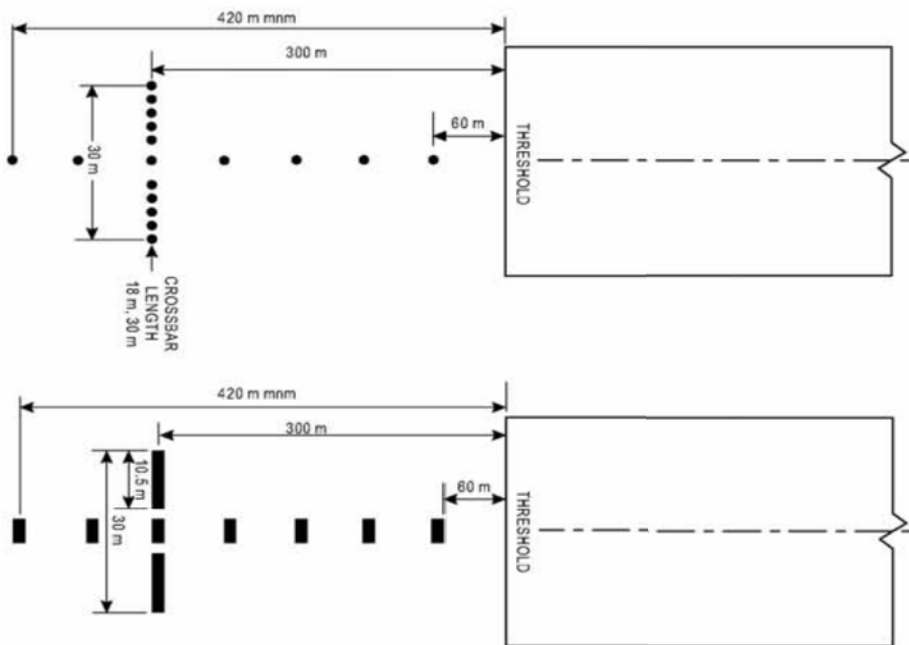 420 m mnm
300 m
60 m
30 m
THRESHOLD
CROSSBAR
LENGTH
18 m, 30 m
420 m mnm
300 m
60 m
10.5 m
30 m
THRESHOLD